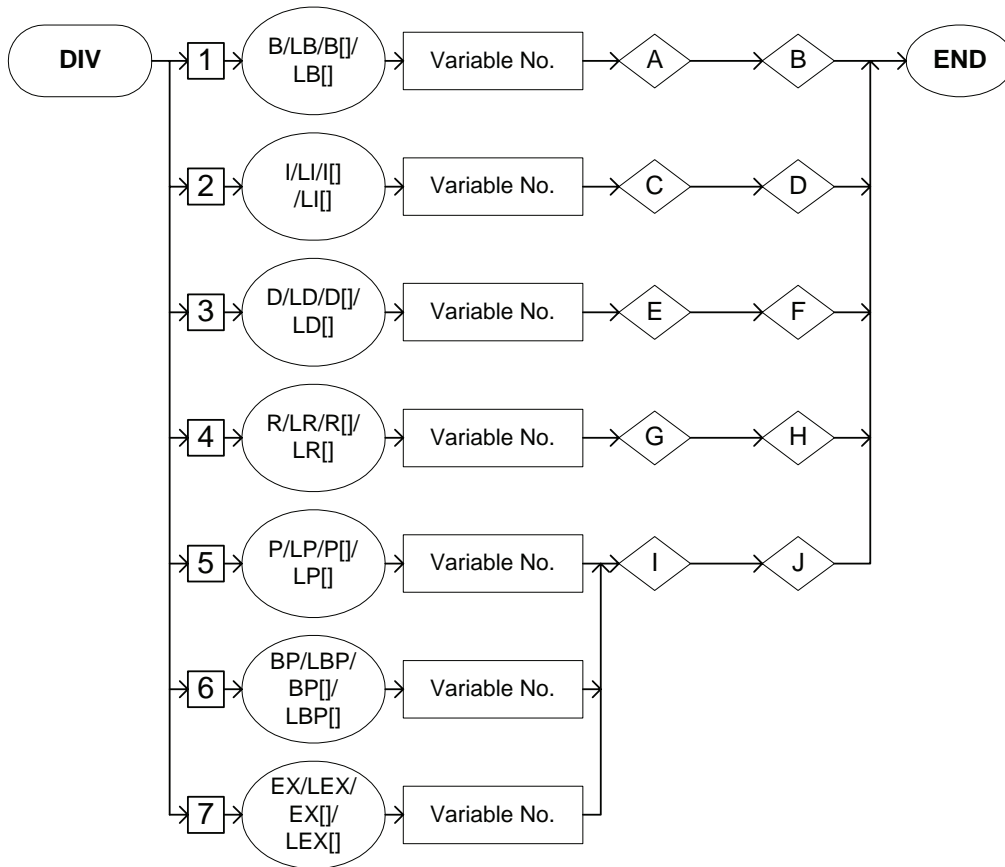 DIV
1
B/LB/B[]/
LB[]
Variable No.
A
B
END
2
I/LI/I[]
/LI[]
Variable No.
C
D
3
D/LD/D[]/
LD[]
Variable No.
E
F
4
R/LR/R[]/
LR[]
Variable No.
G
H
5
P/LP/P[]/
LP[]
Variable No.
I
J
6
BP/LBP/
BP[]/
LBP[]
Variable No.
7
EX/LEX/
EX[]/
LEX[]
Variable No.